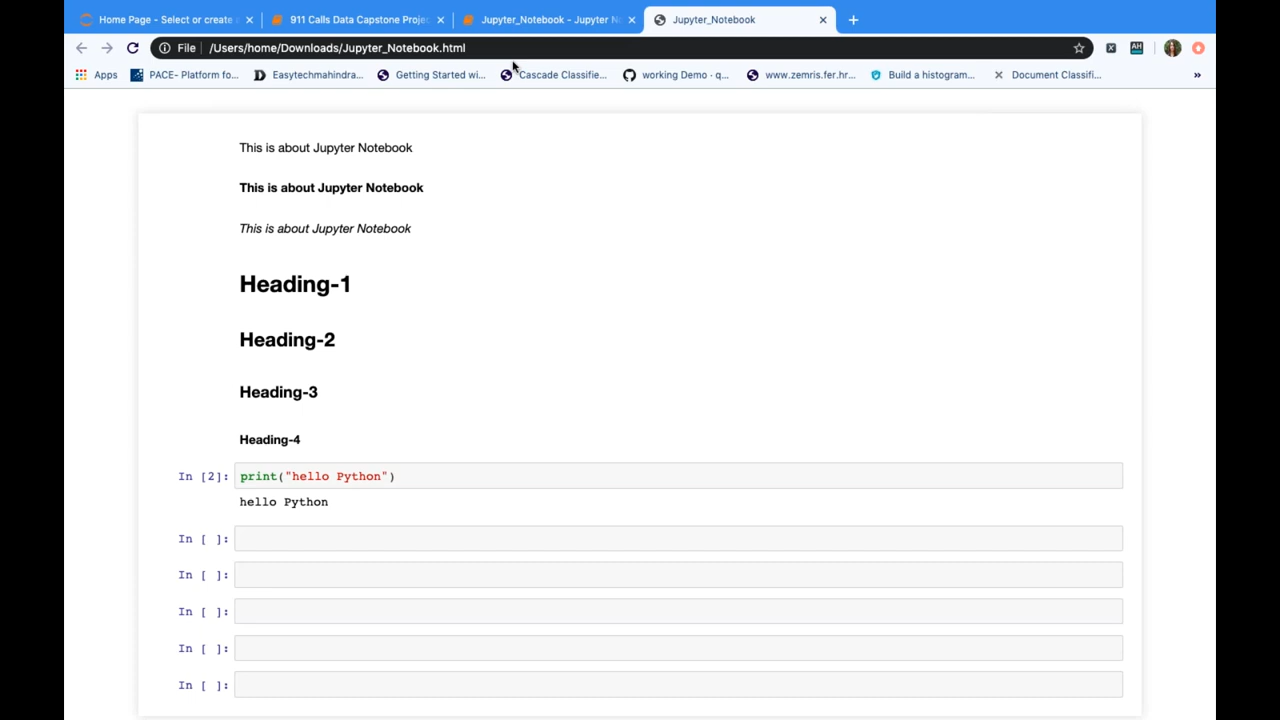 Home Page - Select or create
911 Calls Data Capstone Projec
Jupyter_Notebook - Jupyter N
Jupyter_Notebook
File
/Users/home/Downloads/Jupyter_Notebook.html
Apps
PACE- Platform fo...
Easytechmahindra...
Getting Started wi...
Cascade Classifie...
working Demo · q...
www.zemris.fer.hr...
Build a histogram...
Document Classifi...
This is about Jupyter Notebook
This is about Jupyter Notebook
This is about Jupyter Notebook
Heading-1
Heading-2
Heading-3
Heading-4
In [2]: print("hello Python")
hello Python
In [ ]:
In [ ]:
In [ ]:
In [ ]:
In [ ]: